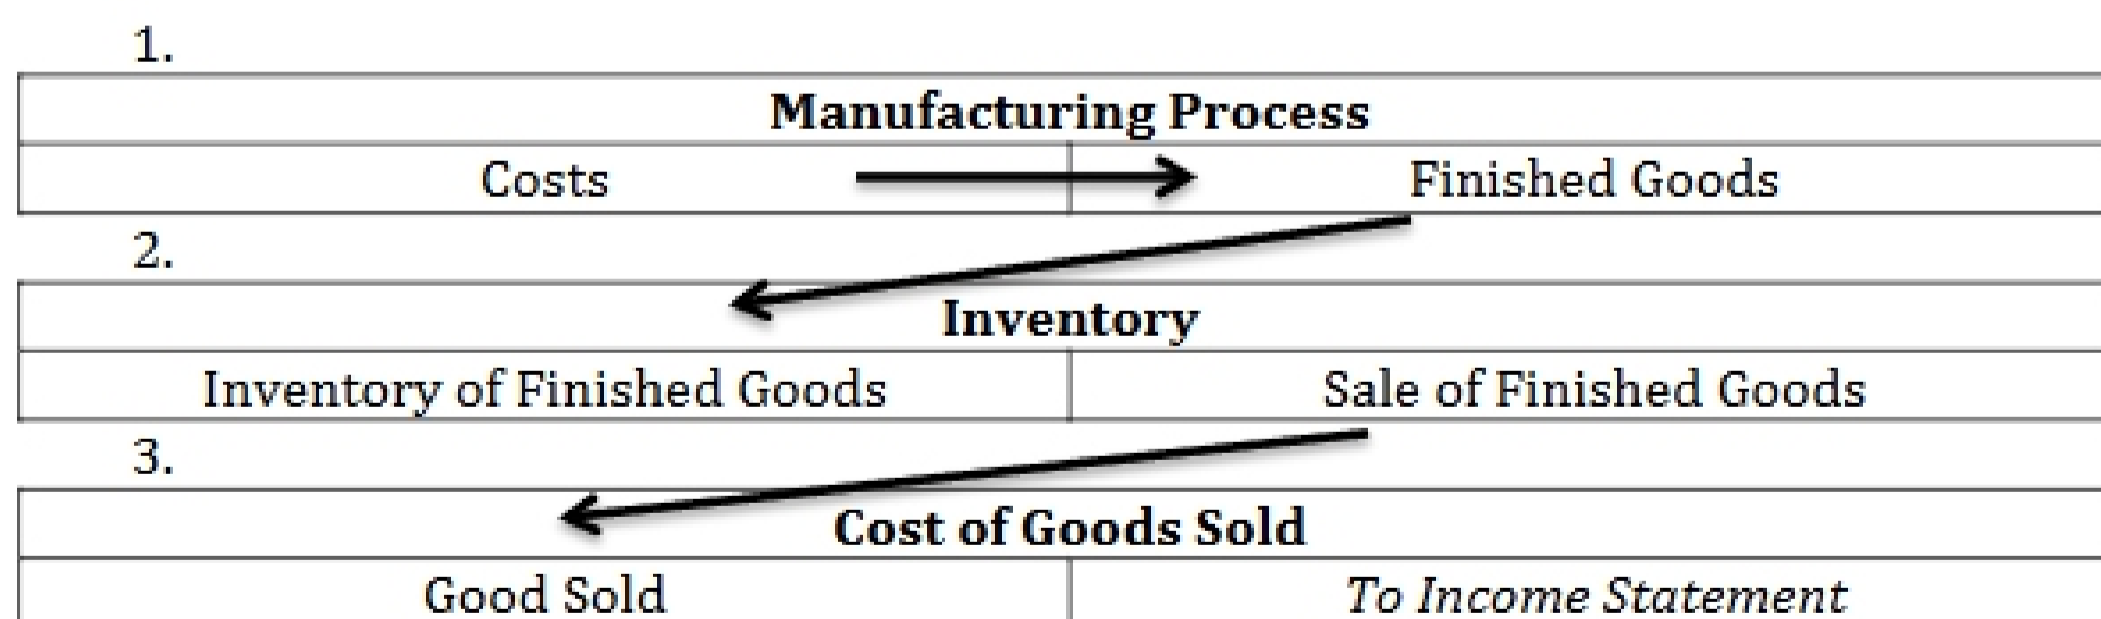 1.
Manufacturing Process
Costs Finished Goods
2.
Inventory
Inventory of Finished Goods Sale of Finished Goods
3.
Cost of Goods Sold
Good Sold To Income Statement